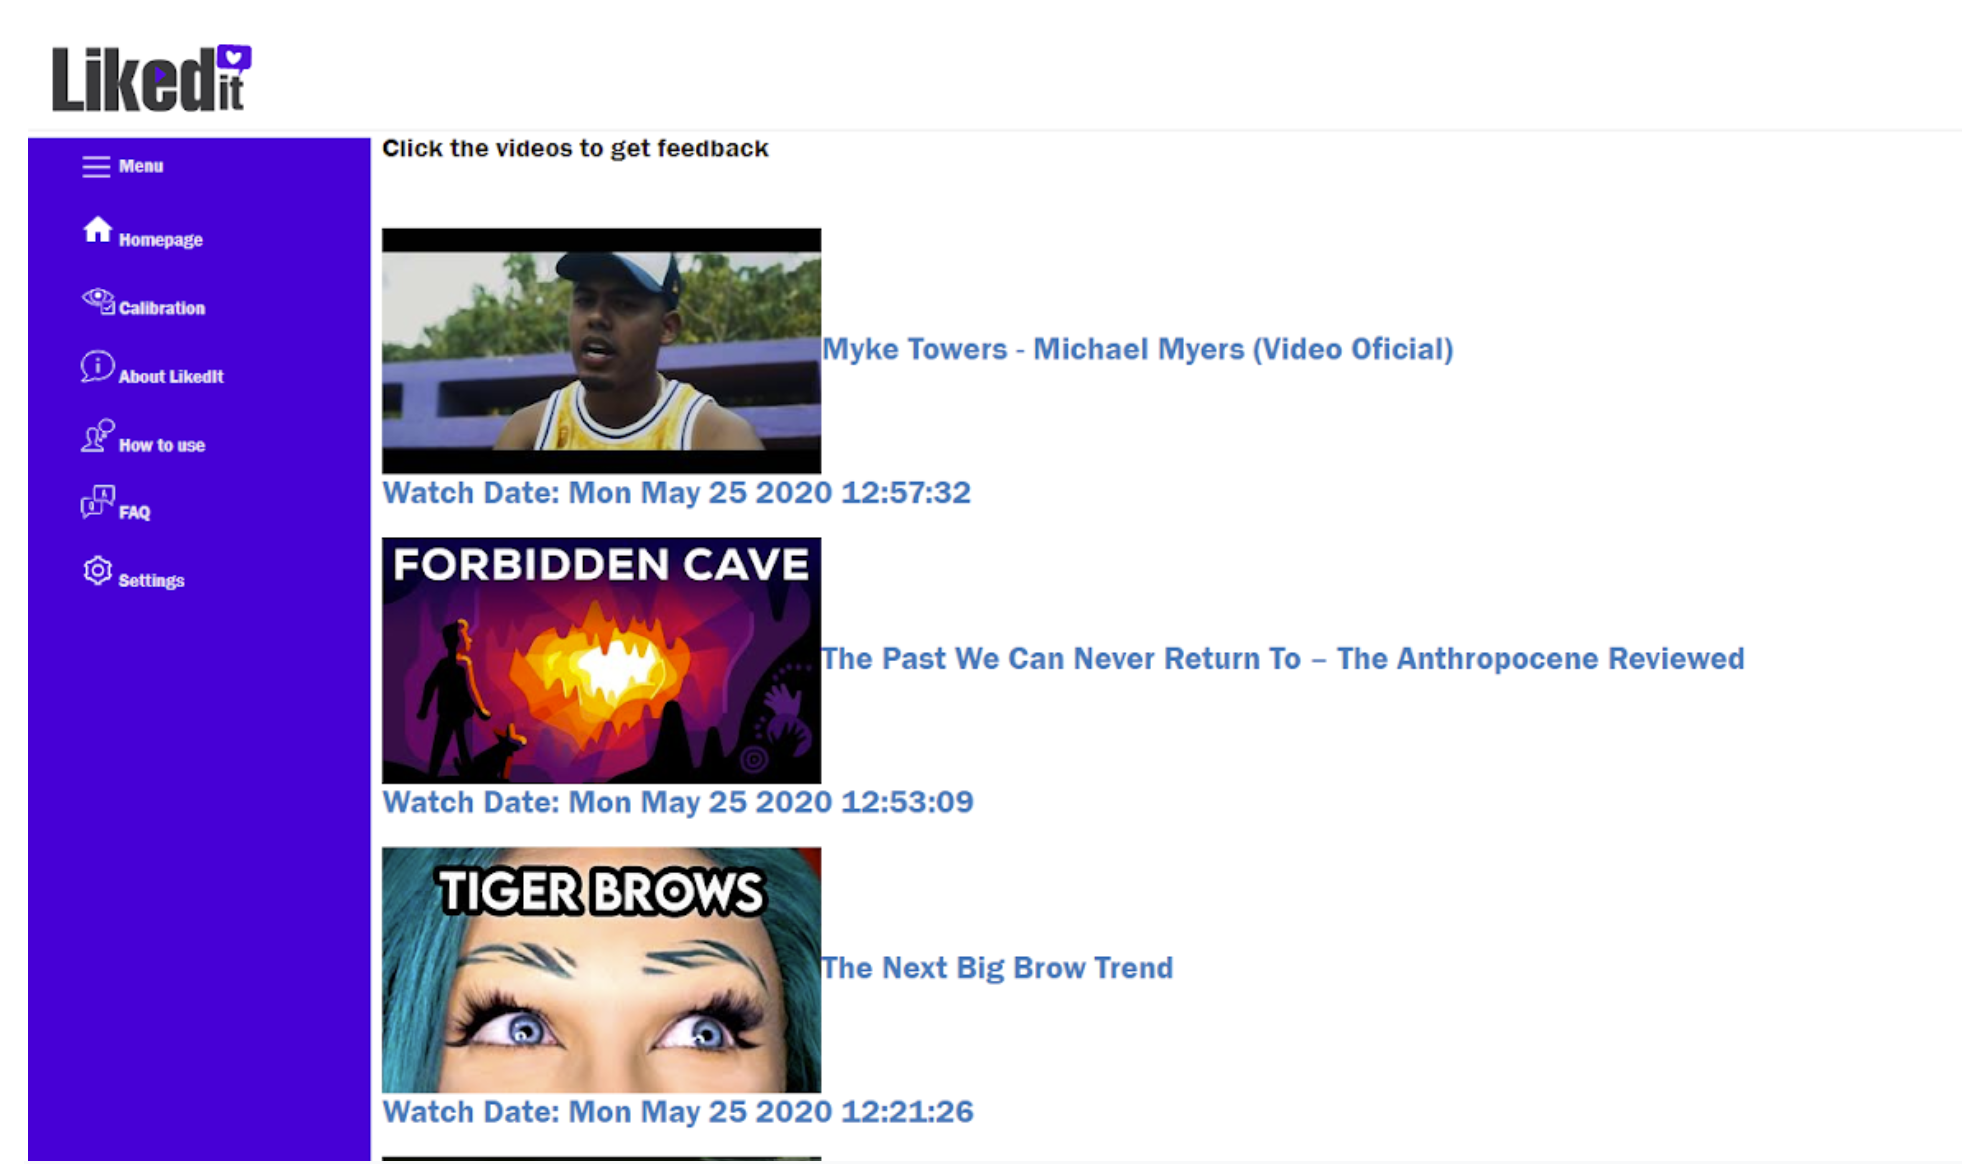 Likedit
Menu
Homepage
Calibration
About LikedIt
How to use
FAQ
Settings
Click the videos to get feedback
Myke Towers - Michael Myers (Video Oficial)
Watch Date: Mon May 25 2020 12:57:32
FORBIDDEN CAVE
The Past We Can Never Return To – The Anthropocene Reviewed
Watch Date: Mon May 25 2020 12:53:09
TIGER BROWS
The Next Big Brow Trend
Watch Date: Mon May 25 2020 12:21:26